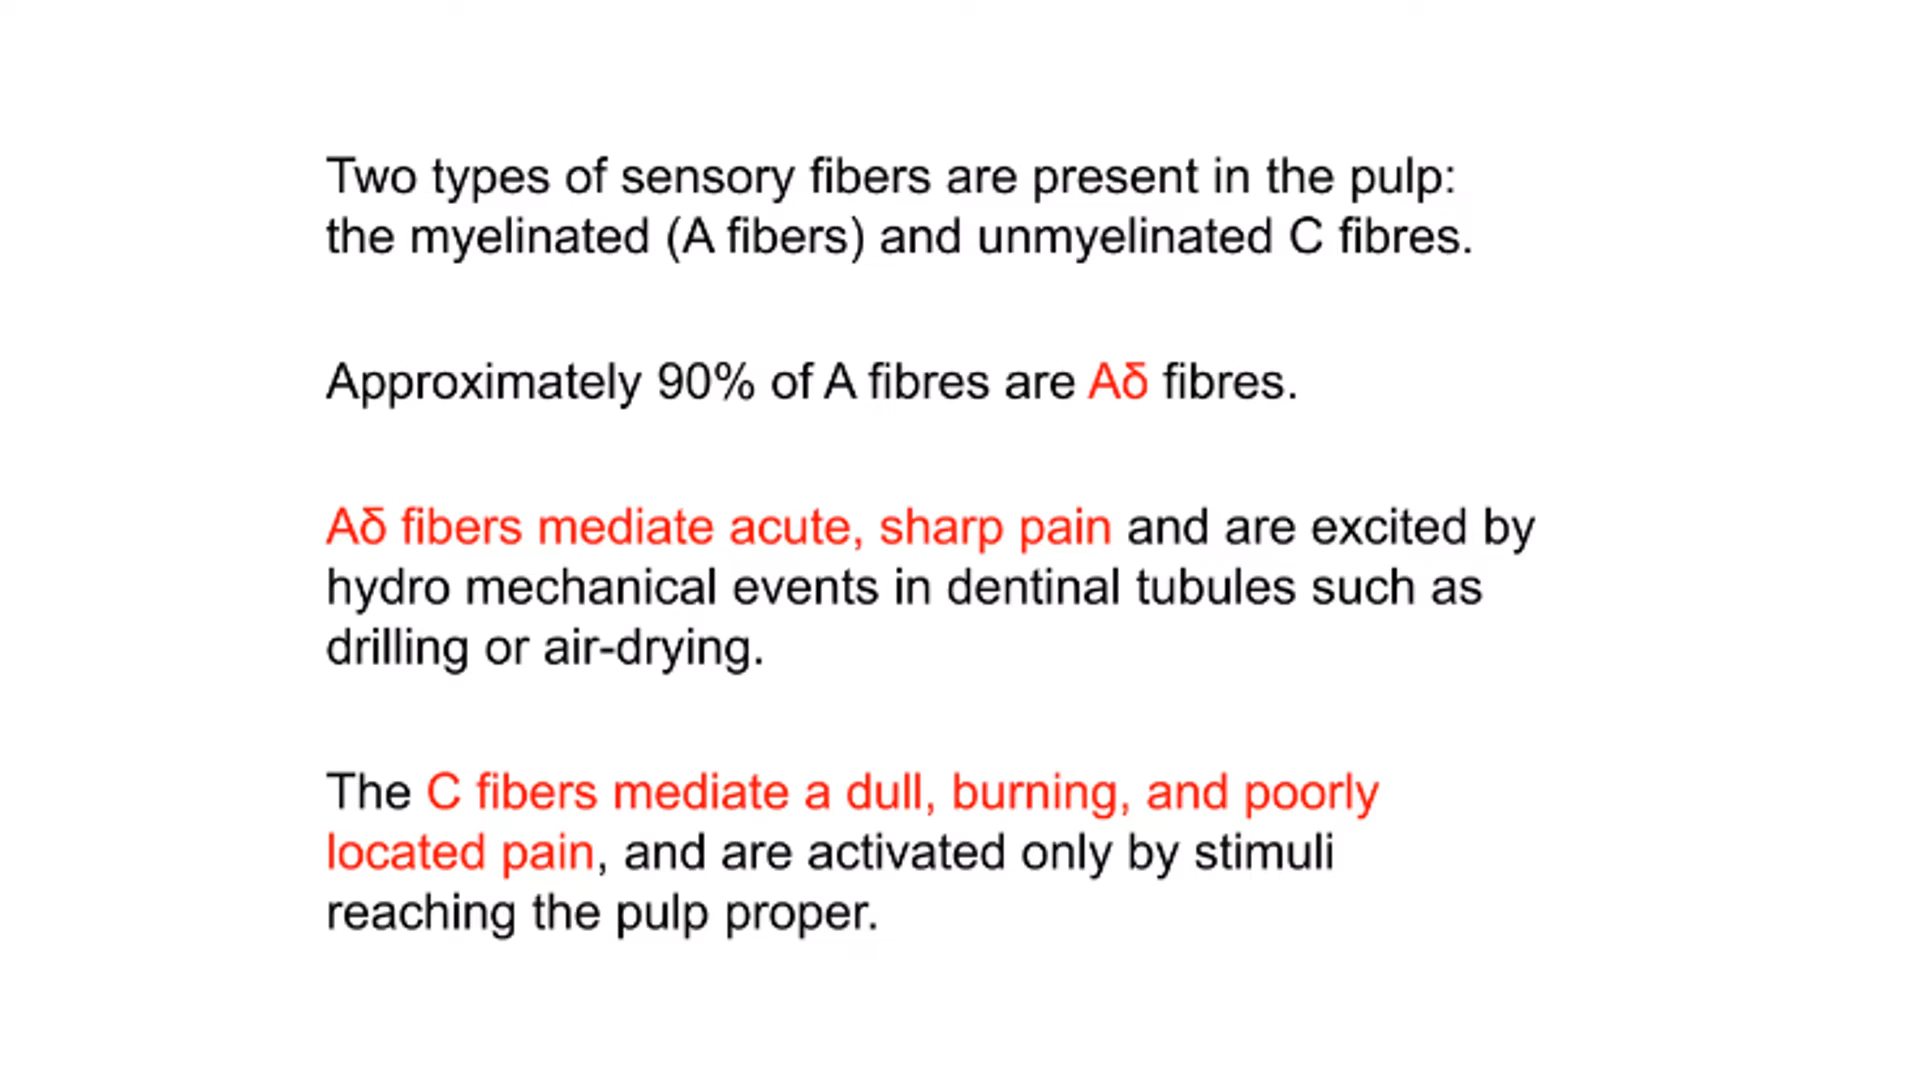 Two types of sensory fibers are present in the pulp:
the myelinated (A fibers) and unmyelinated C fibres.
Approximately 90% of A fibres are Aδ fibres.
Aδ fibers mediate acute, sharp pain and are excited by
hydro mechanical events in dentinal tubules such as
drilling or air-drying.
The C fibers mediate a dull, burning, and poorly
located pain, and are activated only by stimuli
reaching the pulp proper.